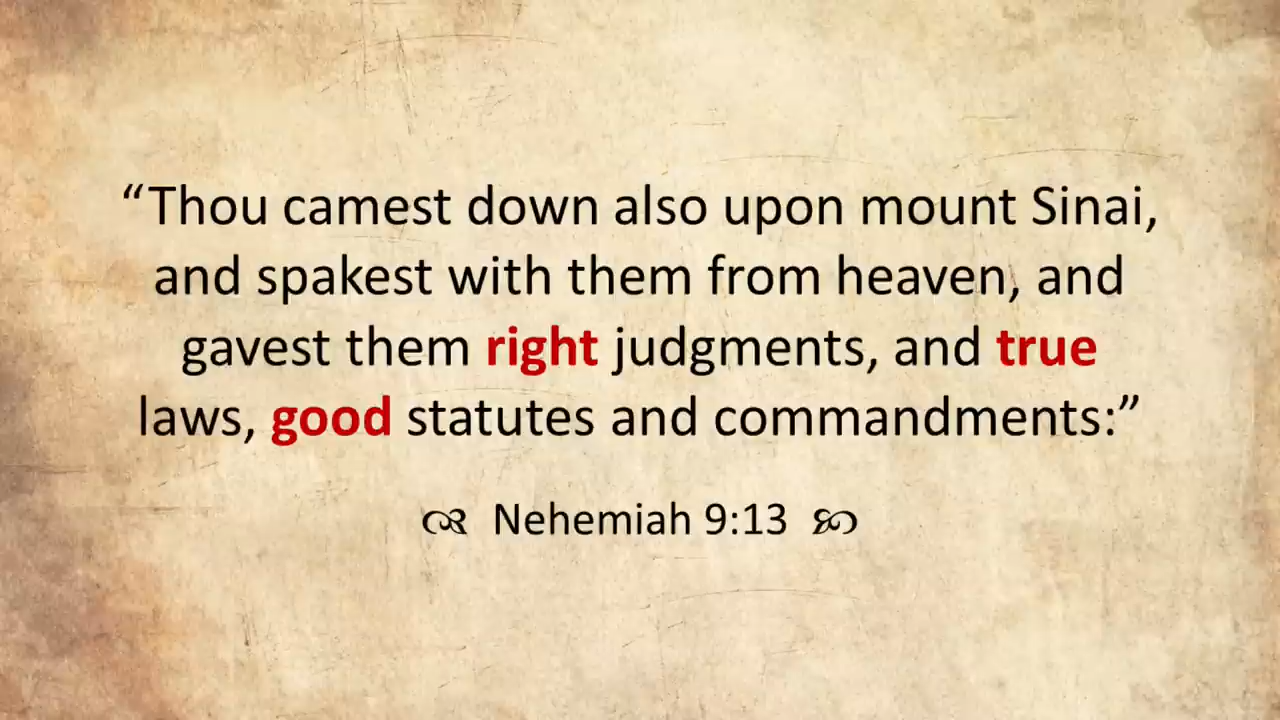 “Thou camest down also upon mount Sinai,
and spakest with them from heaven, and
gavest them right judgments, and true
laws, good statutes and commandments:”
Nehemiah 9:13